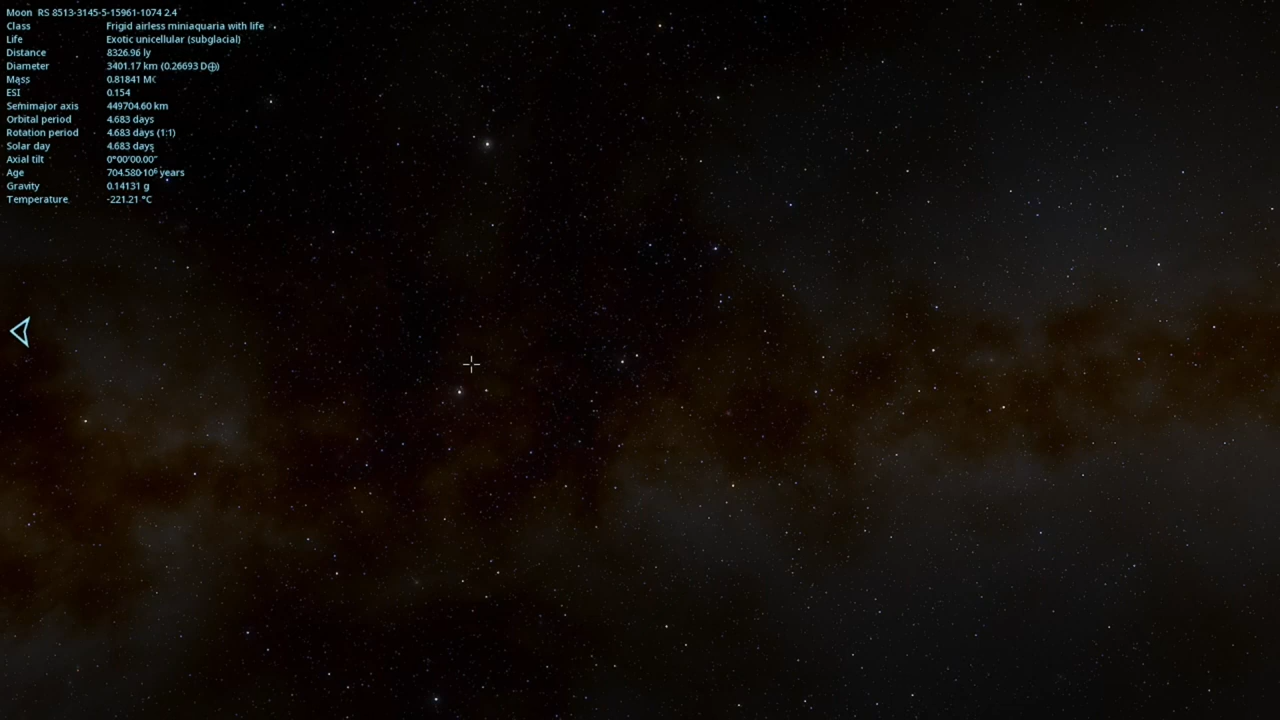 Moon RS 8513-3145-5-15961-1074 2.4
Class Frigid airless miniaquaria with life
Life Exotic unicellular (subglacial)
Distance 8326.96 ly
Diameter 3401.17 km (0.26693 D⊕)
Mass 0.81841 M☾
ESI 0.154
Semimajor axis 449704.60 km
Orbital period 4.683 days
Rotation period 4.683 days (1:1)
Solar day 4.683 days
Axial tilt 0°00'00.00"
Age 704.580·10⁶ years
Gravity 0.14131 g
Temperature -221.21 °C